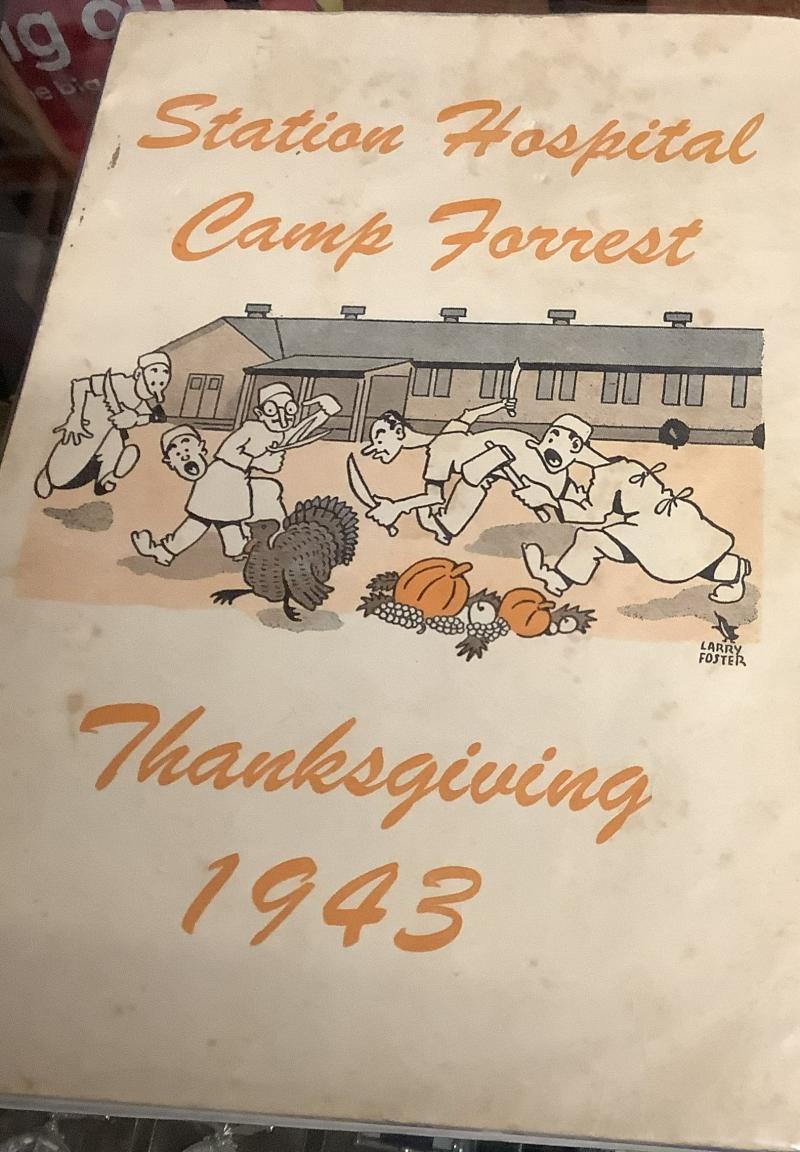 Station Hospital
Camp Forrest
LARRY
FOSTER
Thanksgiving
1943